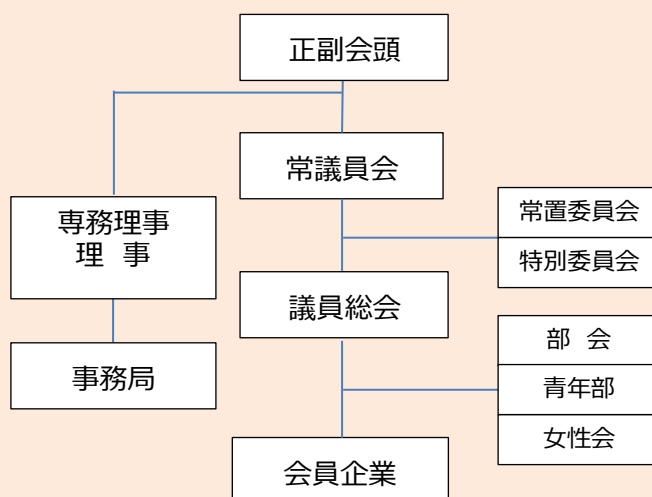 正副会頭
常議員会
専務理事
理 事
常置委員会
特別委員会
議員総会
部 会
事務局
青年部
女性会
会員企業